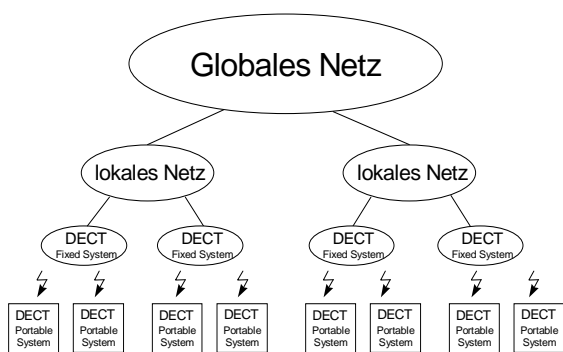 Globales Netz
lokales Netz
lokales Netz
DECT
Fixed System
DECT
Fixed System
DECT
Fixed System
DECT
Fixed System
DECT
Portable
System
DECT
Portable
System
DECT
Portable
System
DECT
Portable
System
DECT
Portable
System
DECT
Portable
System
DECT
Portable
System
DECT
Portable
System